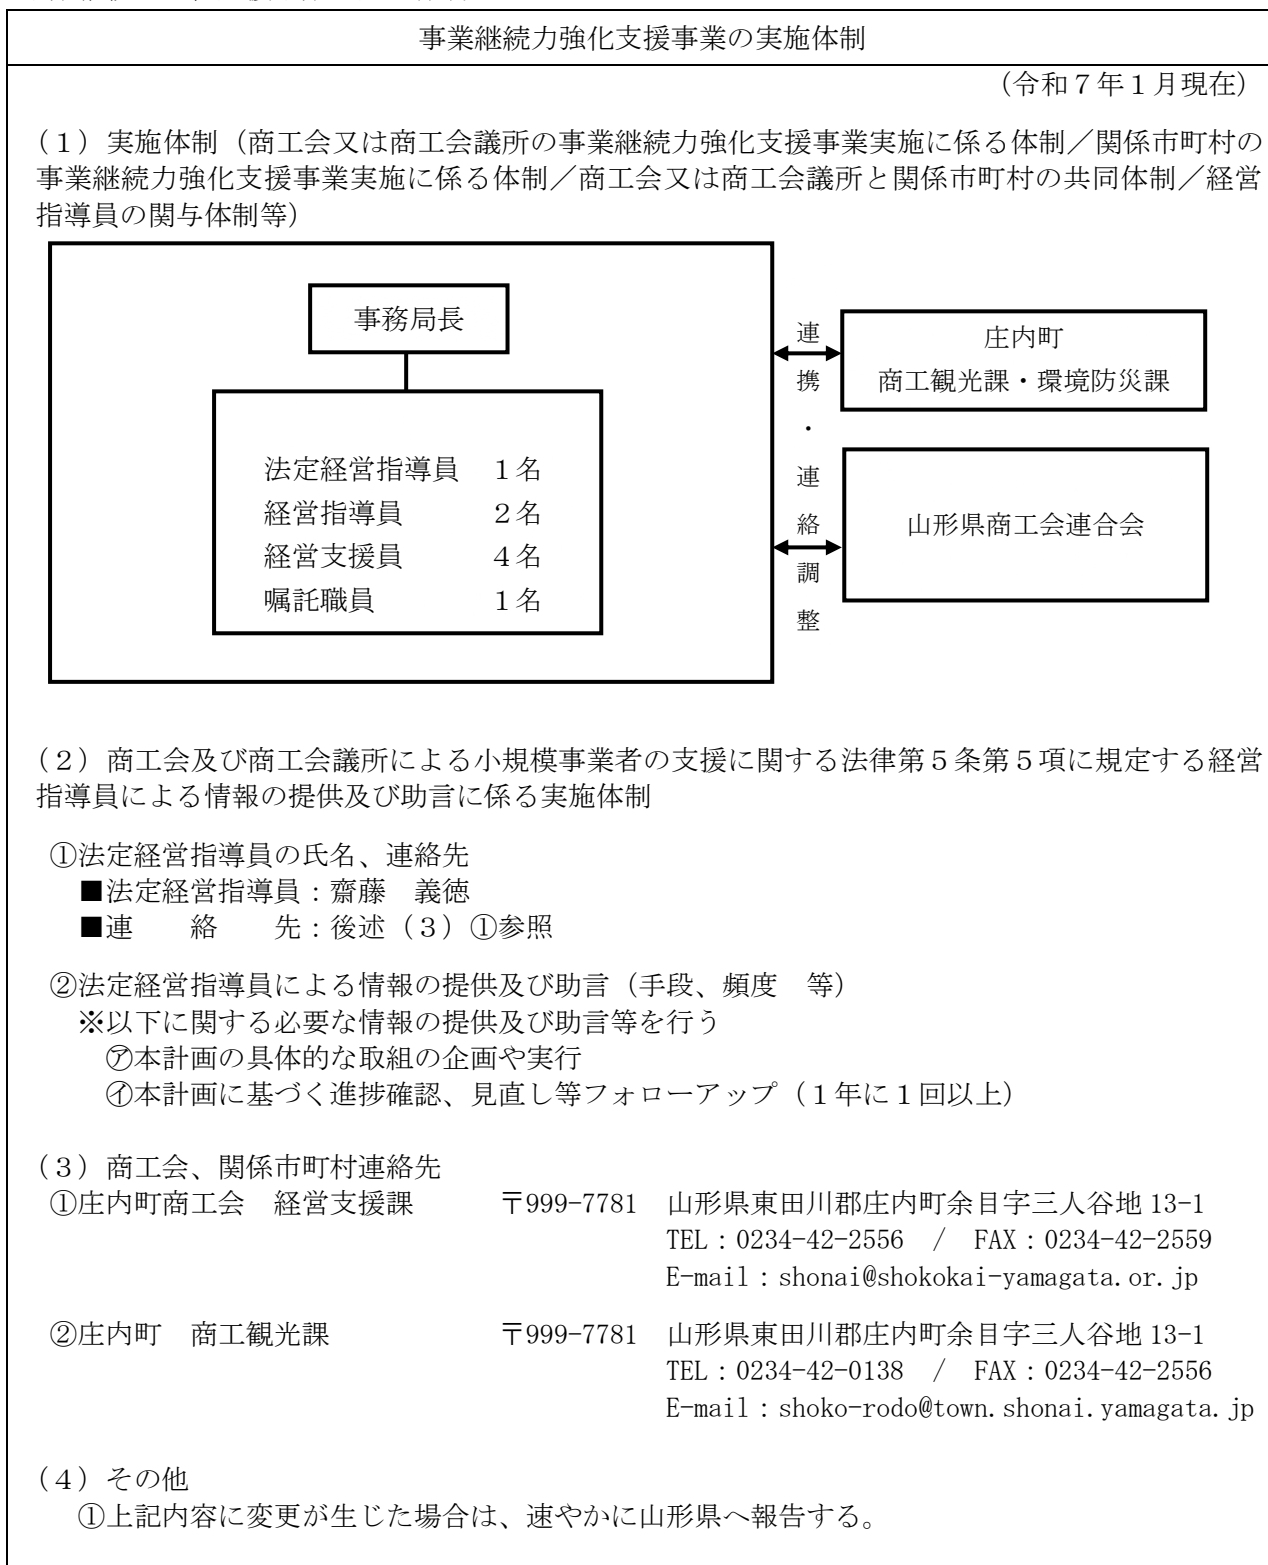 事業継続力強化支援事業の実施体制
（令和７年１月現在）
（１）実施体制（商工会又は商工会議所の事業継続力強化支援事業実施に係る体制／関係市町村の
事業継続力強化支援事業実施に係る体制／商工会又は商工会議所と関係市町村の共同体制／経営
指導員の関与体制等）
事務局長
法定経営指導員　１名
経営指導員　２名
経営支援員　４名
嘱託職員　１名
連携・連絡調整
庄内町
商工観光課・環境防災課
山形県商工会連合会
（２）商工会及び商工会議所による小規模事業者の支援に関する法律第５条第５項に規定する経営
指導員による情報の提供及び助言に係る実施体制
①法定経営指導員の氏名、連絡先
■法定経営指導員：齋藤　義徳
■連　絡　先：後述（３）①参照
②法定経営指導員による情報の提供及び助言（手段、頻度　等）
※以下に関する必要な情報の提供及び助言等を行う
㋐本計画の具体的な取組の企画や実行
㋑本計画に基づく進捗確認、見直し等フォローアップ（１年に１回以上）
（３）商工会、関係市町村連絡先
①庄内町商工会　経営支援課　〒999-7781　山形県東田川郡庄内町余目字三人谷地 13-1
TEL：0234-42-2556　/　FAX：0234-42-2559
E-mail：shonai@shokokai-yamagata.or.jp
②庄内町　商工観光課　〒999-7781　山形県東田川郡庄内町余目字三人谷地 13-1
TEL：0234-42-0138　/　FAX：0234-42-2556
E-mail：shoko-rodo@town.shonai.yamagata.jp
（４）その他
①上記内容に変更が生じた場合は、速やかに山形県へ報告する。